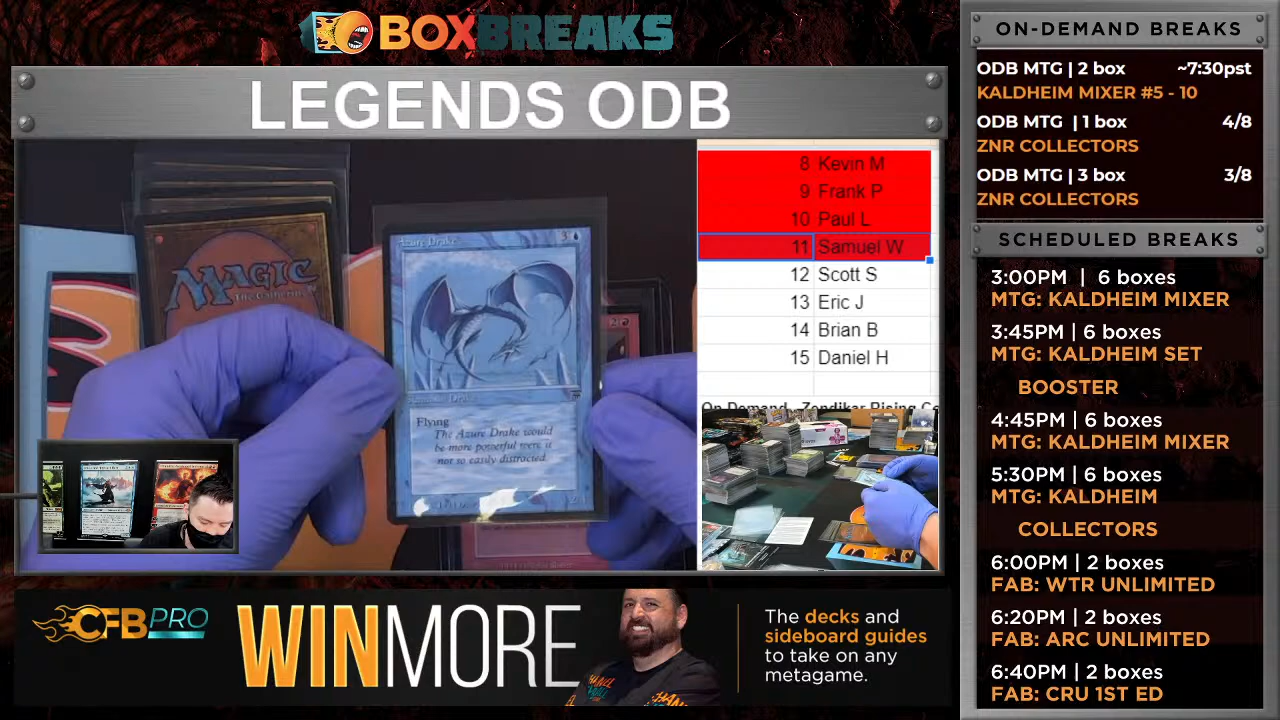 BOXBREAKS
LEGENDS ODB
MAGIC
Azure Drake
3
Summon Drake
Flying
The Azure Drake would
be more powerful were it
not so easily distracted.
8 Kevin M
9 Frank P
10 Paul L
11 Samuel W
12 Scott S
13 Eric J
14 Brian B
15 Daniel H
CFB PRO
WINMORE
The decks and
sideboard guides
to take on any
metagame.
ON-DEMAND BREAKS
ODB MTG | 2 box ~7:30pst
KALDHEIM MIXER #5 - 10
ODB MTG | 1 box 4/8
ZNR COLLECTORS
ODB MTG | 3 box 3/8
ZNR COLLECTORS
SCHEDULED BREAKS
3:00PM | 6 boxes
MTG: KALDHEIM MIXER
3:45PM | 6 boxes
MTG: KALDHEIM SET
BOOSTER
4:45PM | 6 boxes
MTG: KALDHEIM MIXER
5:30PM | 6 boxes
MTG: KALDHEIM
COLLECTORS
6:00PM | 2 boxes
FAB: WTR UNLIMITED
6:20PM | 2 boxes
FAB: ARC UNLIMITED
6:40PM | 2 boxes
FAB: CRU 1ST ED